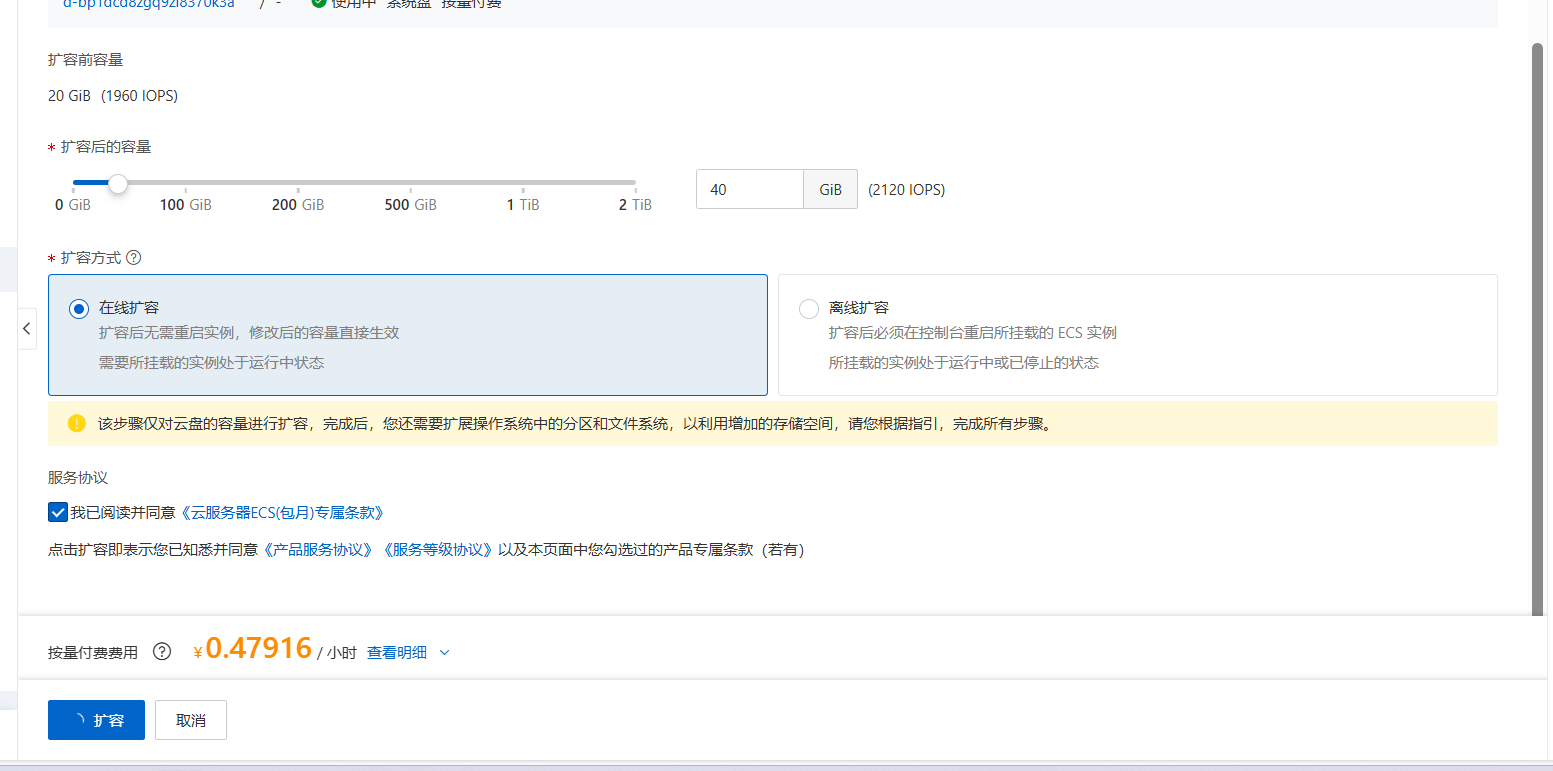 d-bp1dcd8zgq9zl8370k3a / - 使用中 系统盘 按量付费
扩容前容量
20 GiB (1960 IOPS)
* 扩容后的容量
40 GiB (2120 IOPS)
0 GiB 100 GiB 200 GiB 500 GiB 1 TiB 2 TiB
* 扩容方式
在线扩容
扩容后无需重启实例，修改后的容量直接生效
需要所挂载的实例处于运行中状态
离线扩容
扩容后必须在控制台重启所挂载的 ECS 实例
所挂载的实例处于运行中或已停止的状态
该步骤仅对云盘的容量进行扩容，完成后，您还需要扩展操作系统中的分区和文件系统，以利用增加的存储空间，请您根据指引，完成所有步骤。
服务协议
我已阅读并同意《云服务器ECS(包月)专属条款》
点击扩容即表示您已知悉并同意《产品服务协议》《服务等级协议》以及本页面中您勾选过的产品专属条款（若有）
按量付费费用 ¥0.47916 / 小时 查看明细
扩容 取消